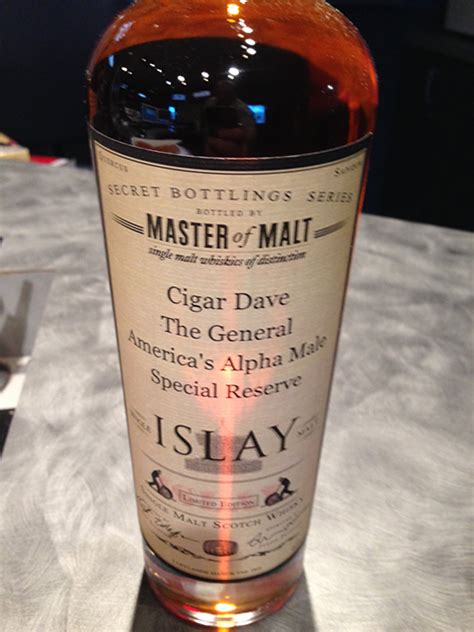 Quercus
SECRET BOTTLINGS SERIES
BOTTLED BY
MASTER of MALT
single malt whiskies of distinction
Cigar Dave
The General
America's Alpha Male
Special Reserve
ISLAY
LIMITED EDITION
SINGLE MALT SCOTCH WHISKY